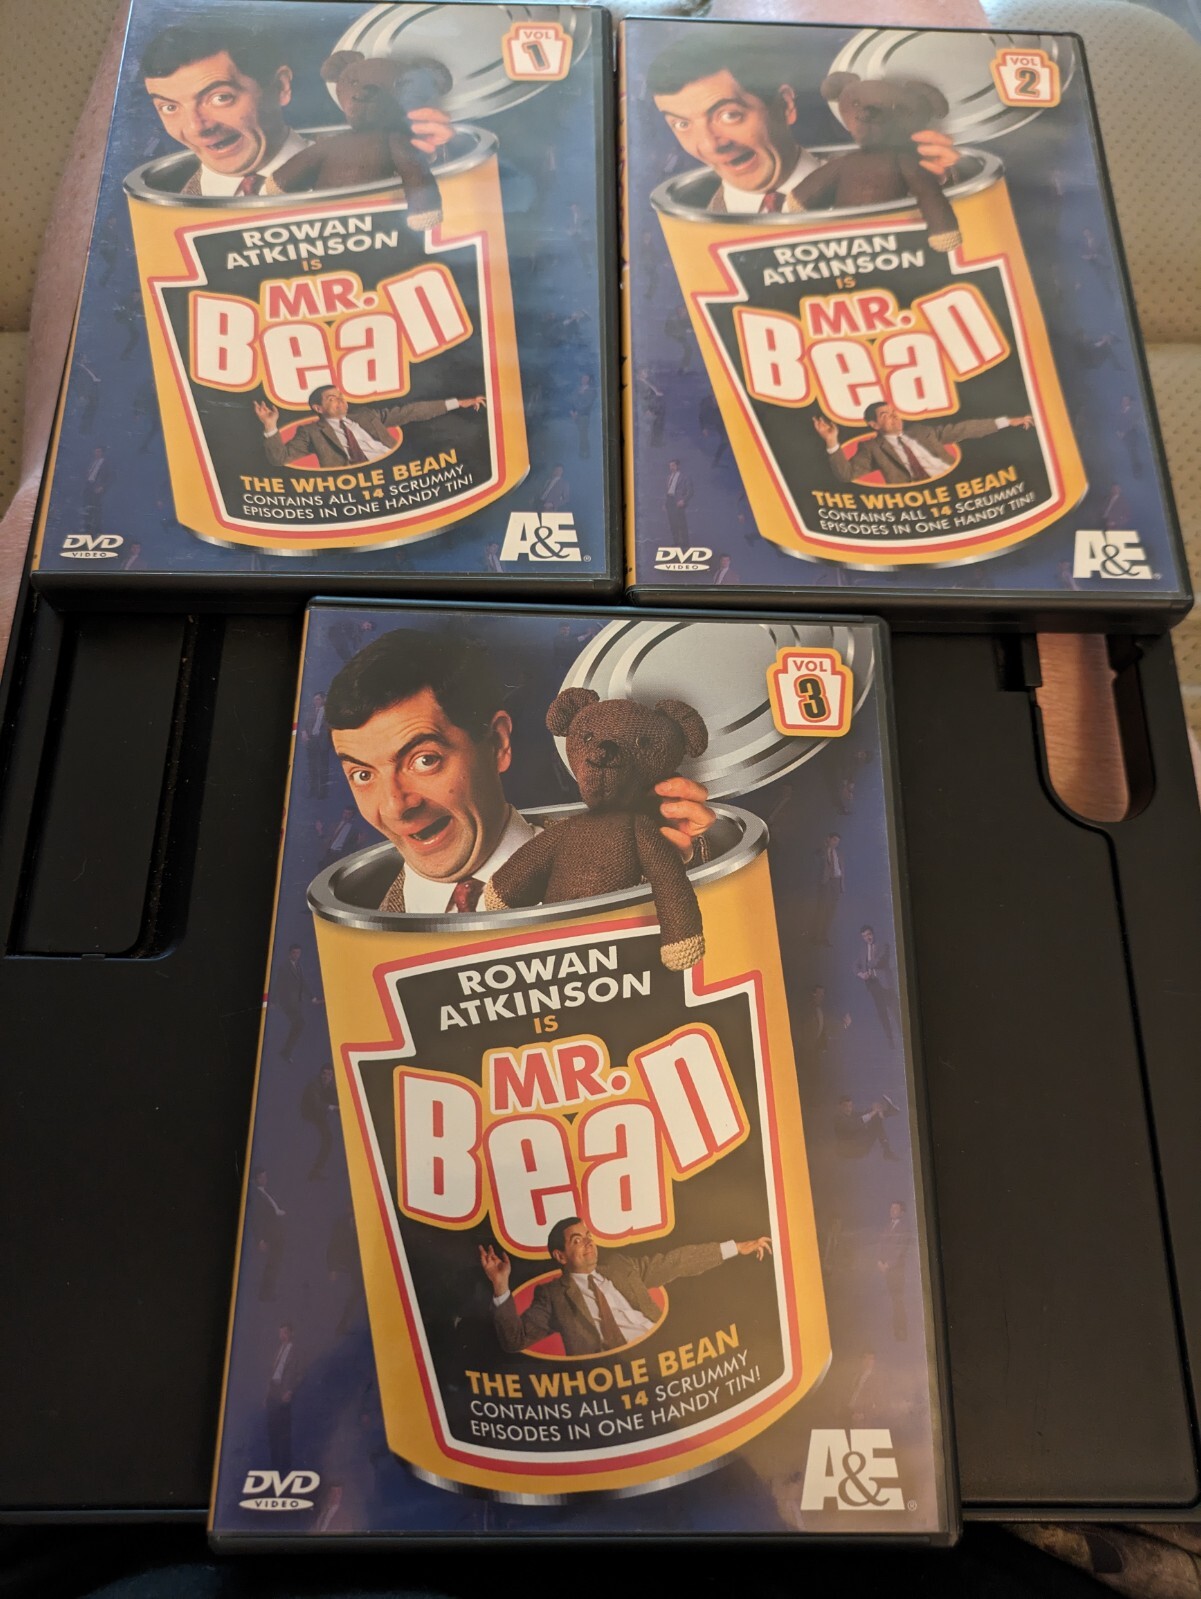 VOL
1
ROWAN
ATKINSON
IS
MR.
Bean
THE WHOLE BEAN
CONTAINS ALL 14 SCRUMMY
EPISODES IN ONE HANDY TIN!
DVD
VIDEO
A&E®
VOL
2
ROWAN
ATKINSON
IS
MR.
Bean
THE WHOLE BEAN
CONTAINS ALL 14 SCRUMMY
EPISODES IN ONE HANDY TIN!
DVD
VIDEO
A&E®
VOL
3
ROWAN
ATKINSON
IS
MR.
Bean
THE WHOLE BEAN
CONTAINS ALL 14 SCRUMMY
EPISODES IN ONE HANDY TIN!
DVD
VIDEO
A&E®